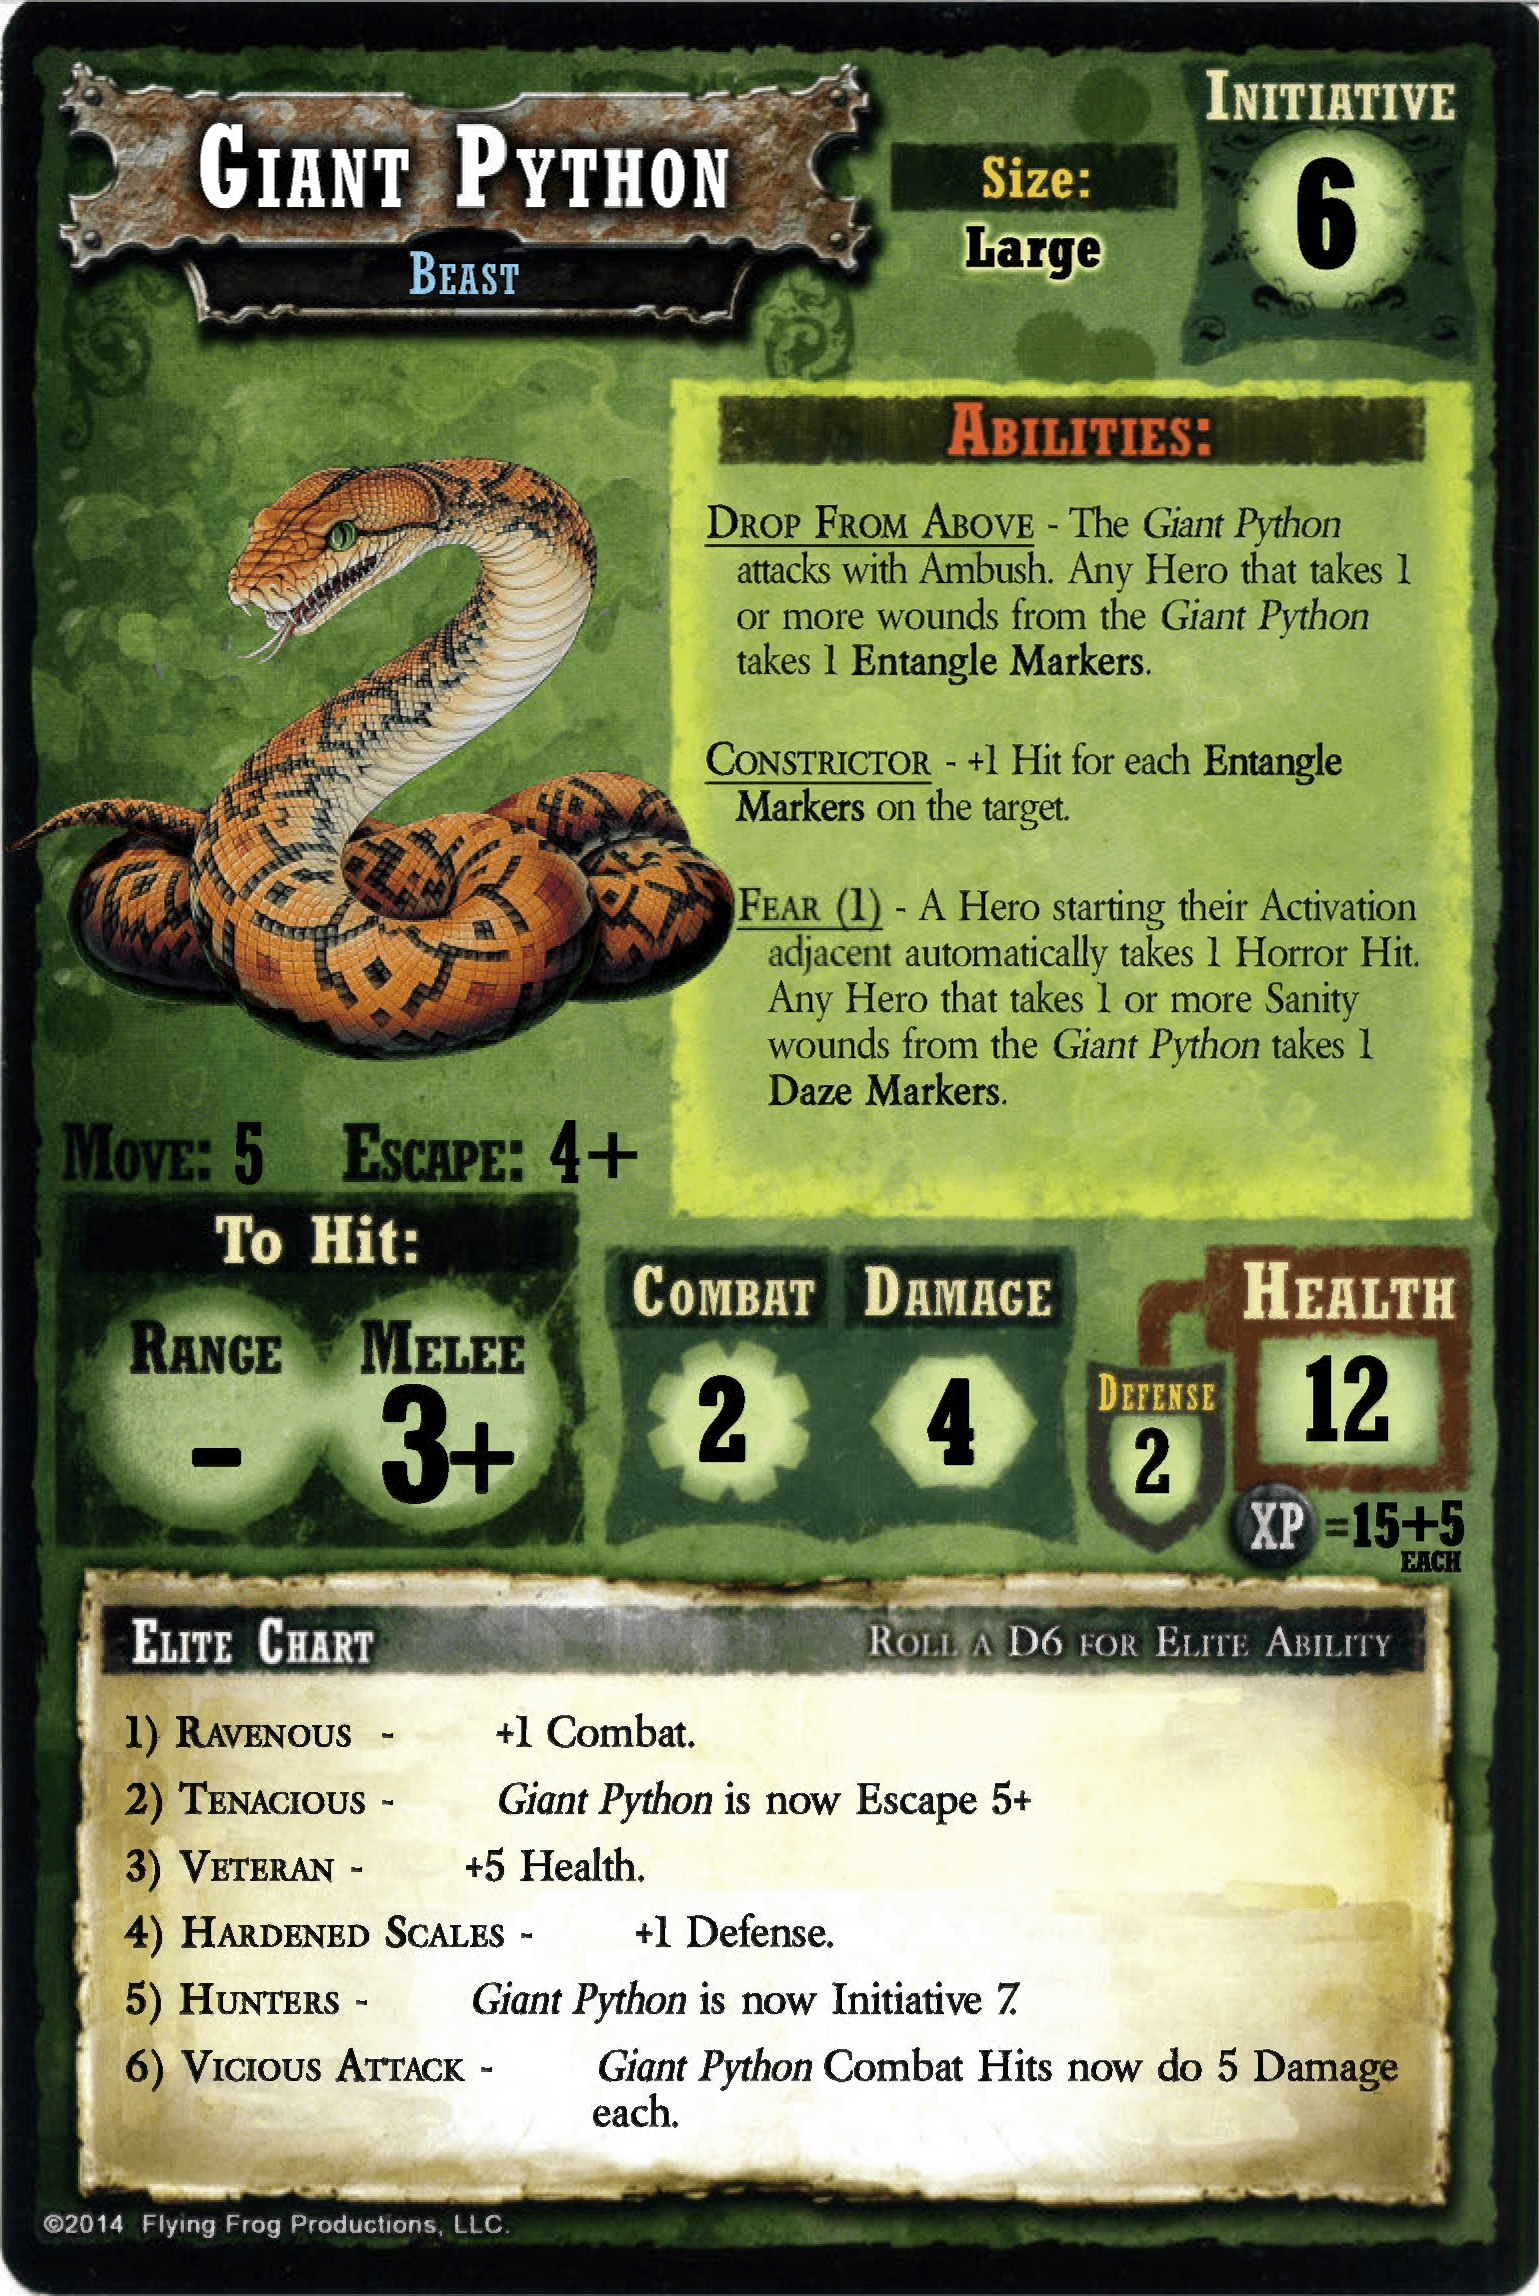 GIANT PYTHON
BEAST
Size:
Large
INITIATIVE
6
ABILITIES:
DROP FROM ABOVE - The Giant Python
attacks with Ambush. Any Hero that takes 1
or more wounds from the Giant Python
takes 1 Entangle Markers.
CONSTRICTOR - +1 Hit for each Entangle
Markers on the target.
FEAR (1) - A Hero starting their Activation
adjacent automatically takes 1 Horror Hit.
Any Hero that takes 1 or more Sanity
wounds from the Giant Python takes 1
Daze Markers.
MOVE: 5 ESCAPE: 4+
To Hit:
RANGE MELEE
- 3+
COMBAT DAMAGE
2 4
DEFENSE
2
HEALTH
12
XP =15+5
EACH
ELITE CHART ROLL A D6 FOR ELITE ABILITY
1) RAVENOUS - +1 Combat.
2) TENACIOUS - Giant Python is now Escape 5+
3) VETERAN - +5 Health.
4) HARDENED SCALES - +1 Defense.
5) HUNTERS - Giant Python is now Initiative 7.
6) VICIOUS ATTACK - Giant Python Combat Hits now do 5 Damage
each.
©2014 Flying Frog Productions, LLC.